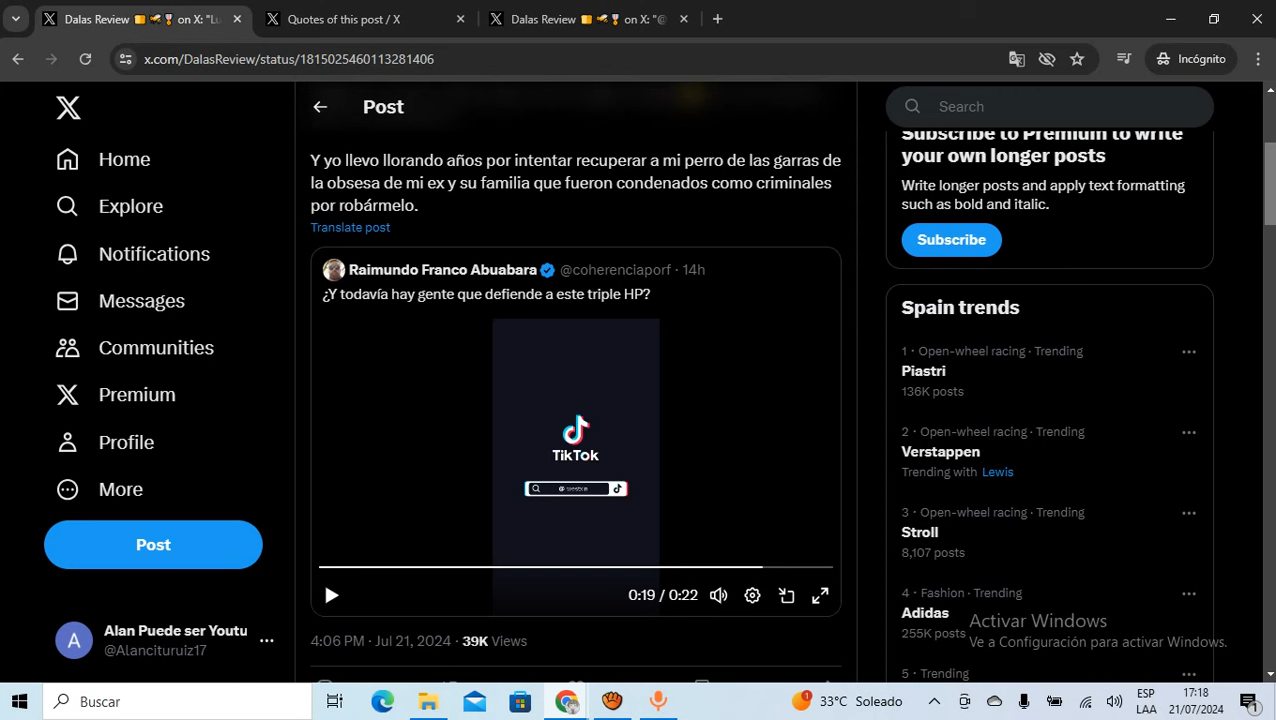 Dalas Review on X: "Lu
Quotes of this post / X
Dalas Review on X: "@
x.com/DalasReview/status/1815025460113281406
Incógnito
Post
Search
Home
Explore
Notifications
Messages
Communities
Premium
Profile
More
Post
Alan Puede ser Youtu
@Alancituruiz17
Y yo llevo llorando años por intentar recuperar a mi perro de las garras de
la obsesa de mi ex y su familia que fueron condenados como criminales
por robármelo.
Translate post
Raimundo Franco Abuabara @coherenciaporf · 14h
¿Y todavía hay gente que defiende a este triple HP?
TikTok
0:19 / 0:22
4:06 PM · Jul 21, 2024 · 39K Views
Subscribe to Premium to write
your own longer posts
Write longer posts and apply text formatting
such as bold and italic.
Subscribe
Spain trends
1 · Open-wheel racing · Trending
Piastri
136K posts
2 · Open-wheel racing · Trending
Verstappen
Trending with Lewis
3 · Open-wheel racing · Trending
Stroll
8,107 posts
4 · Fashion · Trending
Adidas
255K posts
5 · Trending
Activar Windows
Ve a Configuración para activar Windows.
Buscar
1
33°C Soleado
ESP
LAA
17:18
21/07/2024
1